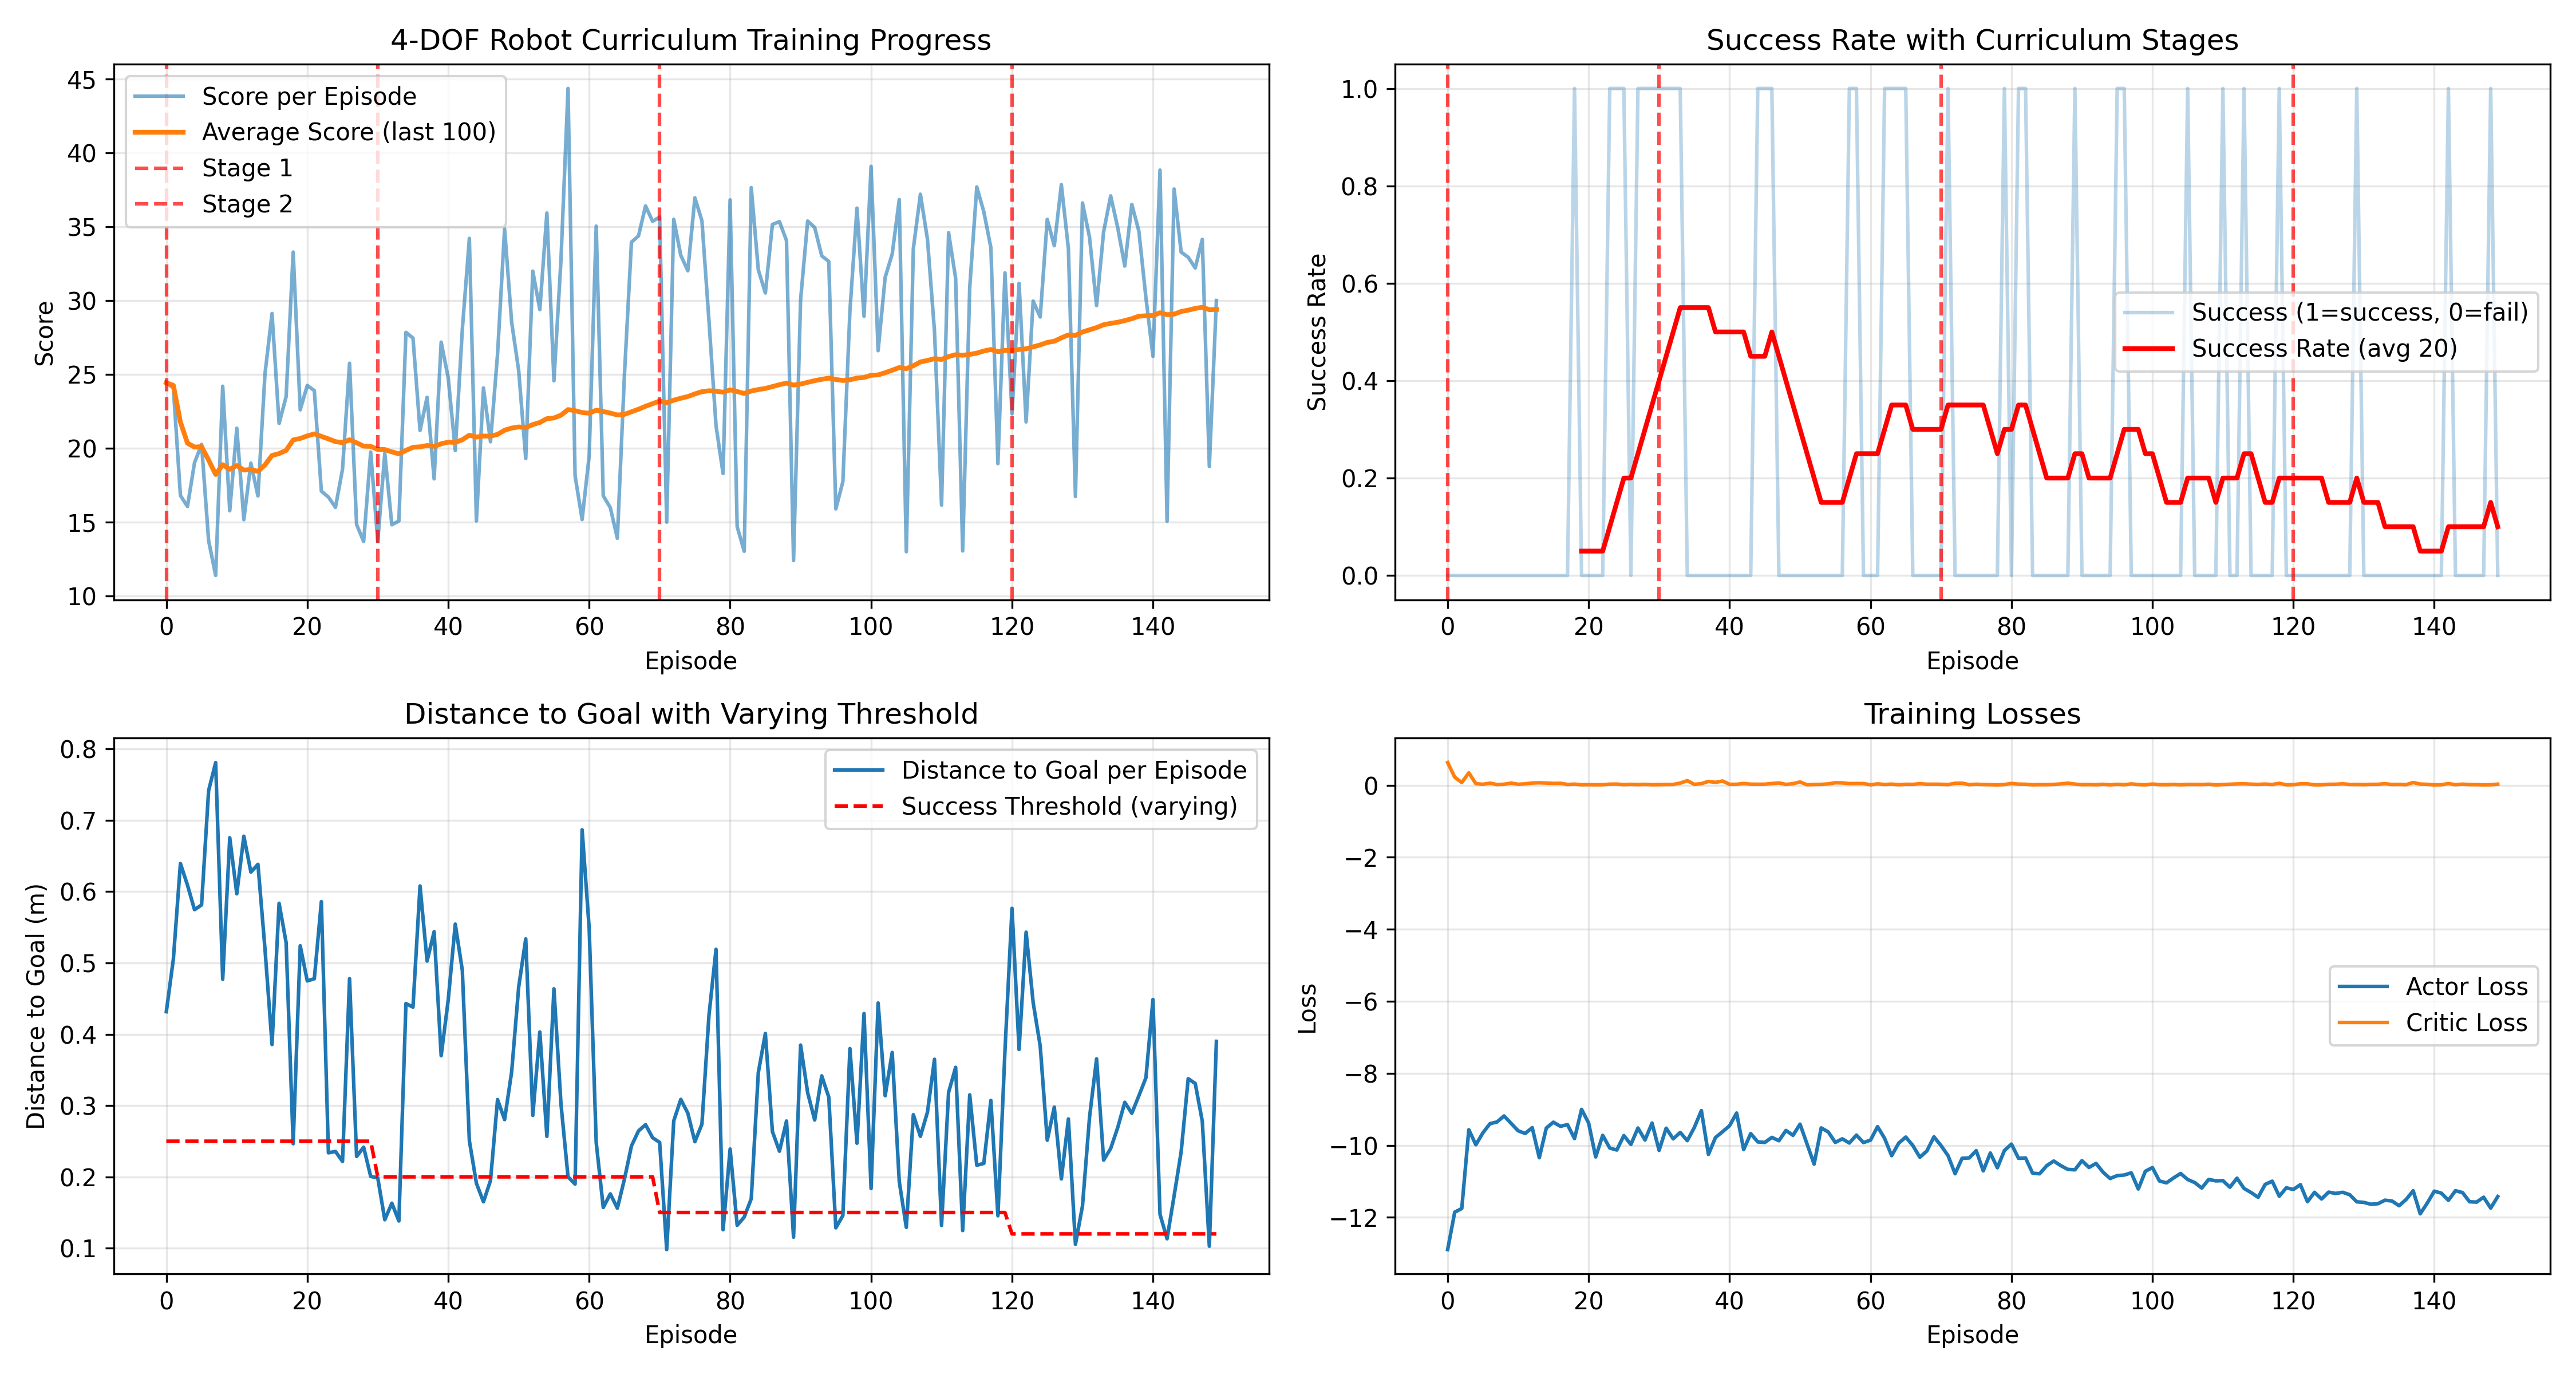 4-DOF Robot Curriculum Training Progress
Score
45
40
35
30
25
20
15
10
Score per Episode
Average Score (last 100)
Stage 1
Stage 2
0 20 40 60 80 100 120 140
Episode
Success Rate with Curriculum Stages
Success Rate
1.0
0.8
0.6
0.4
0.2
0.0
Success (1=success, 0=fail)
Success Rate (avg 20)
0 20 40 60 80 100 120 140
Episode
Distance to Goal with Varying Threshold
Distance to Goal (m)
0.8
0.7
0.6
0.5
0.4
0.3
0.2
0.1
Distance to Goal per Episode
Success Threshold (varying)
0 20 40 60 80 100 120 140
Episode
Training Losses
Loss
0
−2
−4
−6
−8
−10
−12
Actor Loss
Critic Loss
0 20 40 60 80 100 120 140
Episode